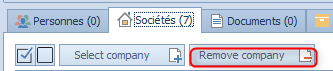 Personnes (0) Sociétés (7) Documents (0)
Select company Remove company